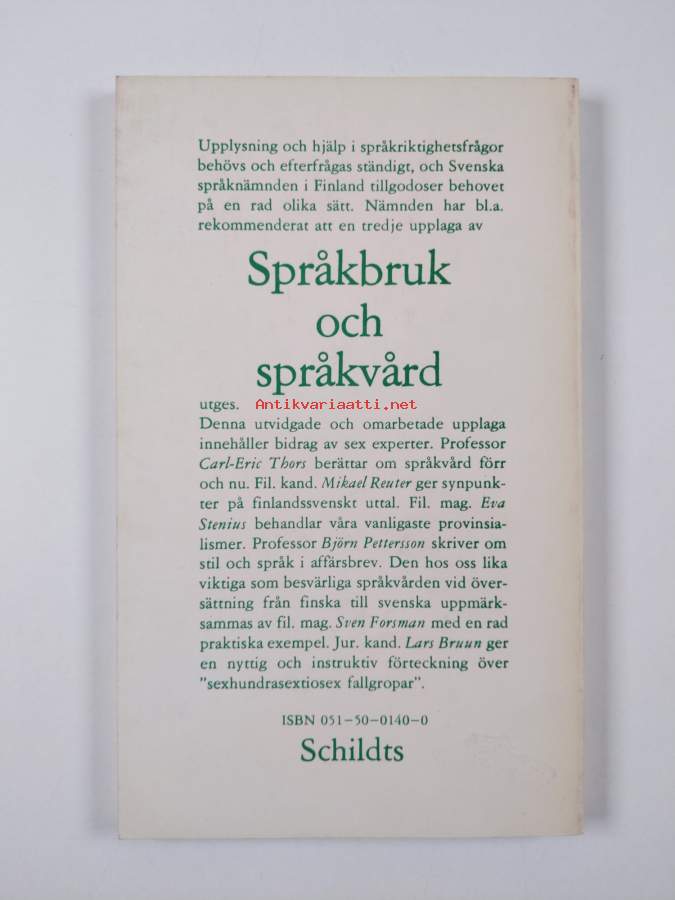 Upplysning och hjälp i språkriktighetsfrågor
behövs och efterfrågas ständigt, och Svenska
språknämnden i Finland tillgodoser behovet
på en rad olika sätt. Nämnden har bl.a.
rekommenderat att en tredje upplaga av
Språkbruk
och
språkvård
utges.
Antikvariaatti.net
Denna utvidgade och omarbetade upplaga
innehåller bidrag av sex experter. Professor
Carl-Eric Thors berättar om språkvård förr
och nu. Fil. kand. Mikael Reuter ger synpunk-
ter på finlandssvenskt uttal. Fil. mag. Eva
Stenius behandlar våra vanligaste provinsia-
lismer. Professor Björn Pettersson skriver om
stil och språk i affärsbrev. Den hos oss lika
viktiga som besvärliga språkvården vid över-
sättning från finska till svenska uppmärk-
sammas av fil. mag. Sven Forsman med en rad
praktiska exempel. Jur. kand. Lars Bruun ger
en nyttig och instruktiv förteckning över
"sexhundrasextiosex fallgropar".
ISBN 051-50-0140-0
Schildts